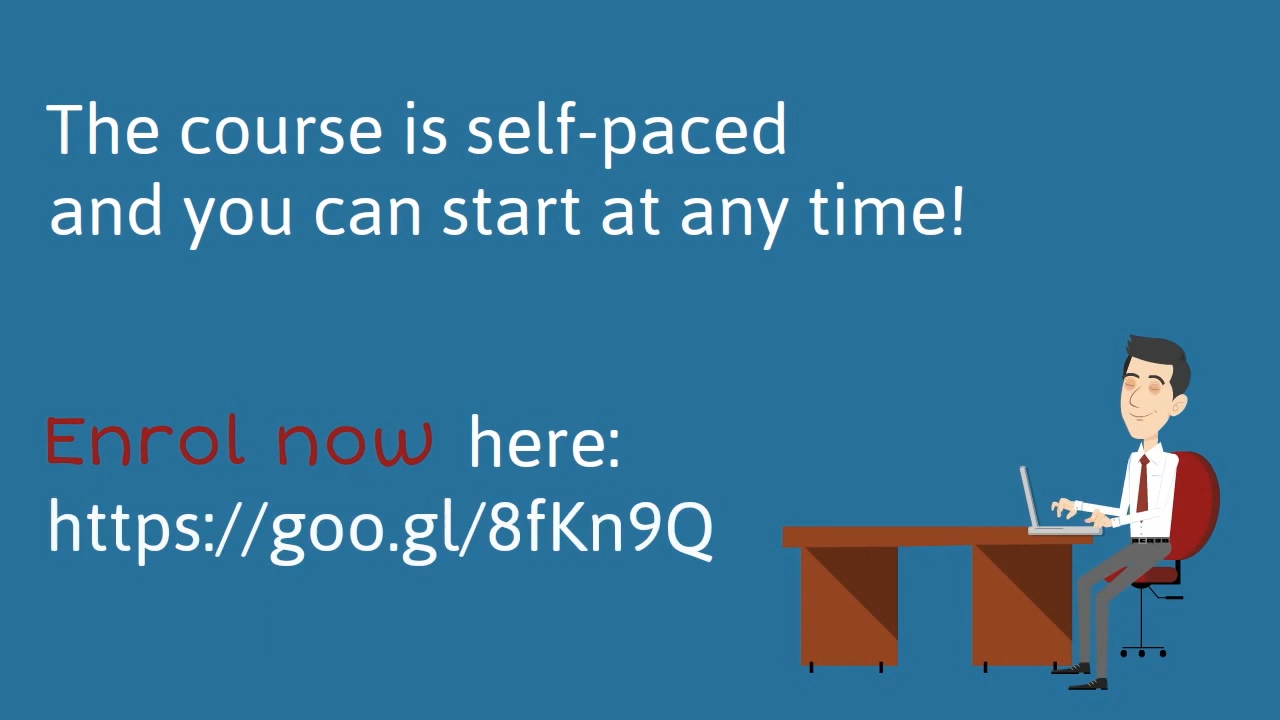 The course is self-paced
and you can start at any time!
Enrol now here:
https://goo.gl/8fKn9Q